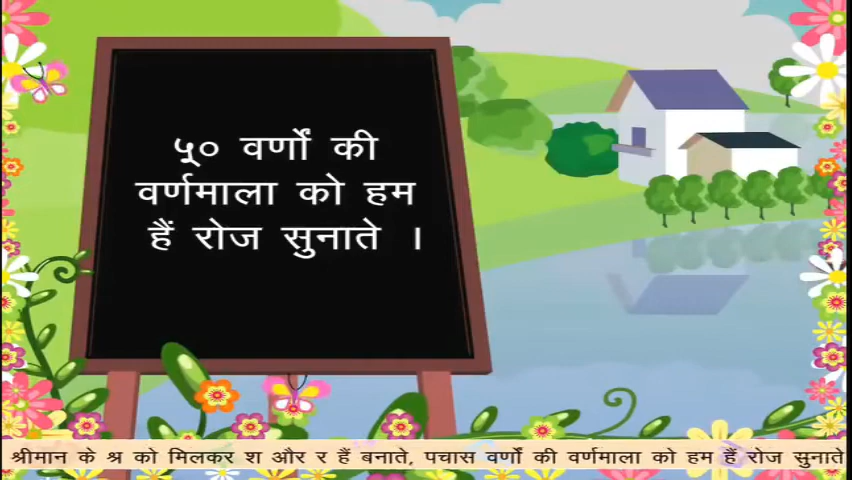 ५० वर्णों की
वर्णमाला को हम
हैं रोज सुनाते ।
श्रीमान के श्र को मिलकर श और र हैं बनाते, पचास वर्णों की वर्णमाला को हम हैं रोज सुनाते